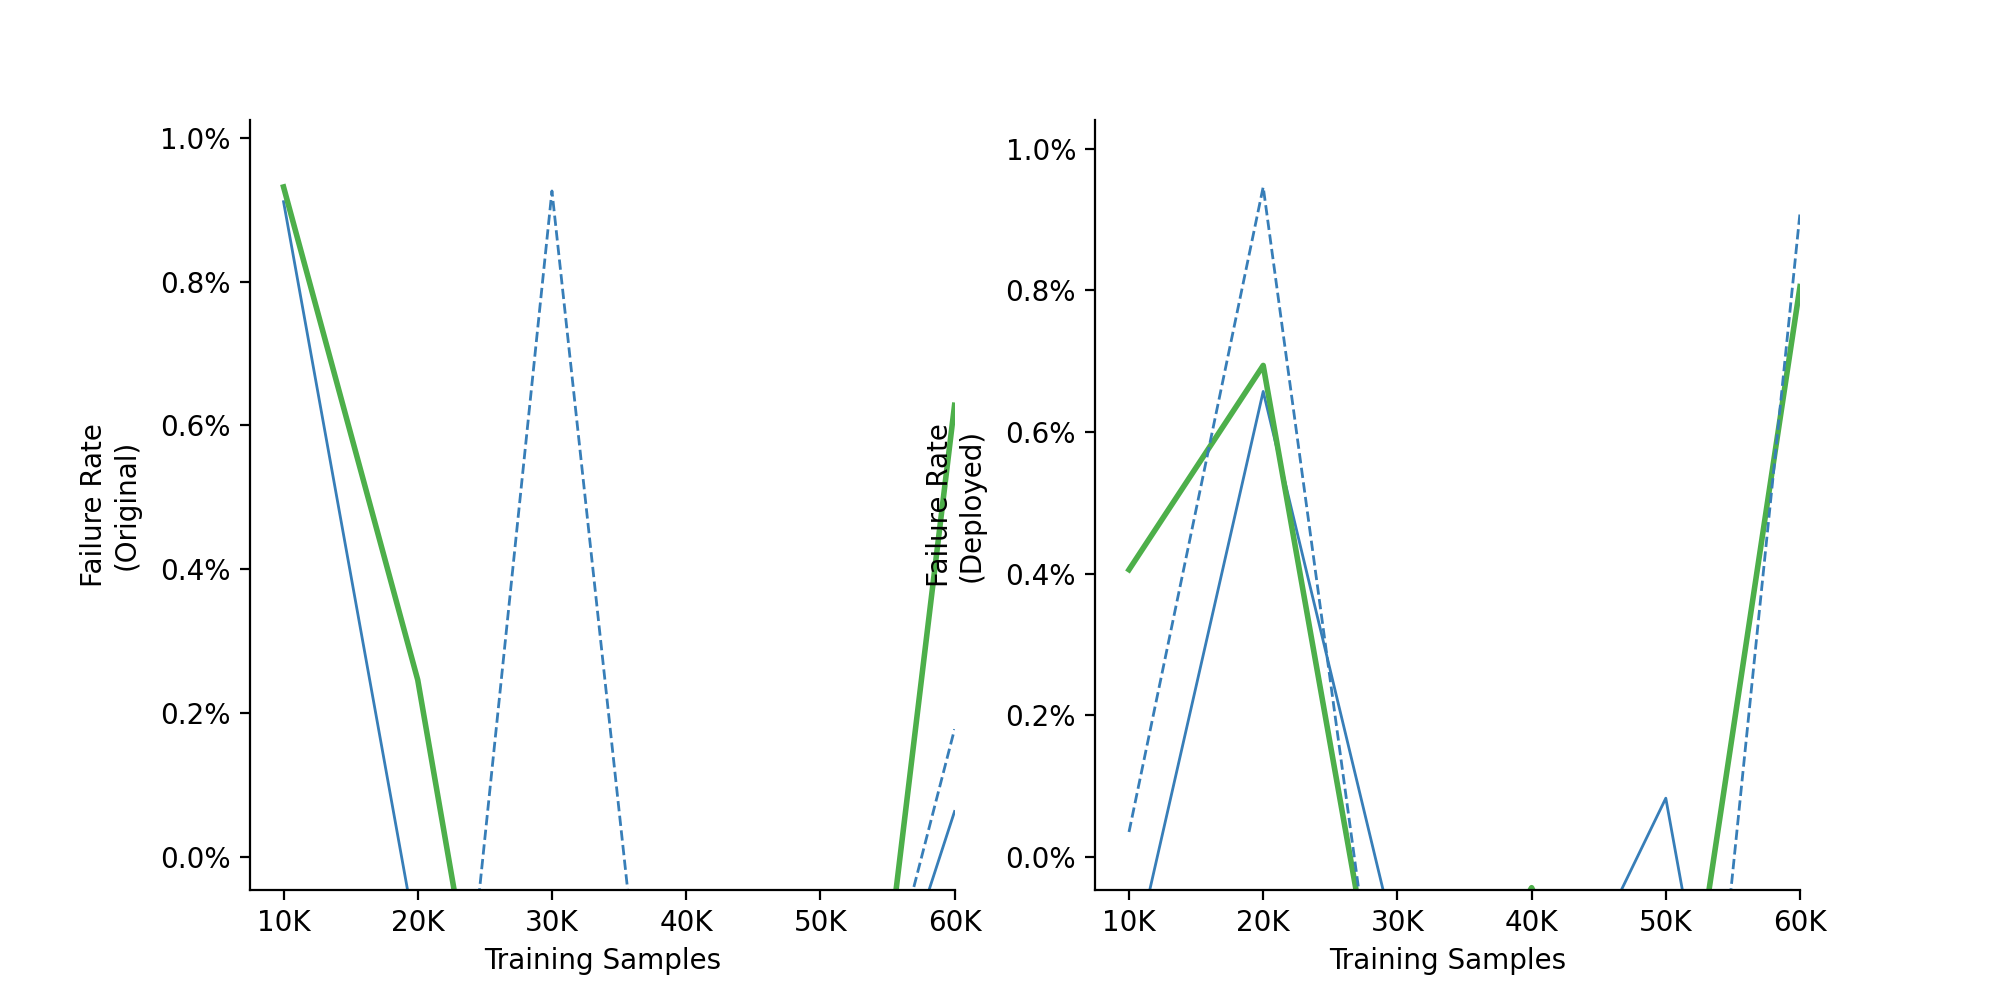 1.0%
0.8%
0.6%
0.4%
0.2%
0.0%
Failure Rate
(Original)
10K 20K 30K 40K 50K 60K
Training Samples
1.0%
0.8%
0.6%
0.4%
0.2%
0.0%
Failure Rate
(Deployed)
10K 20K 30K 40K 50K 60K
Training Samples